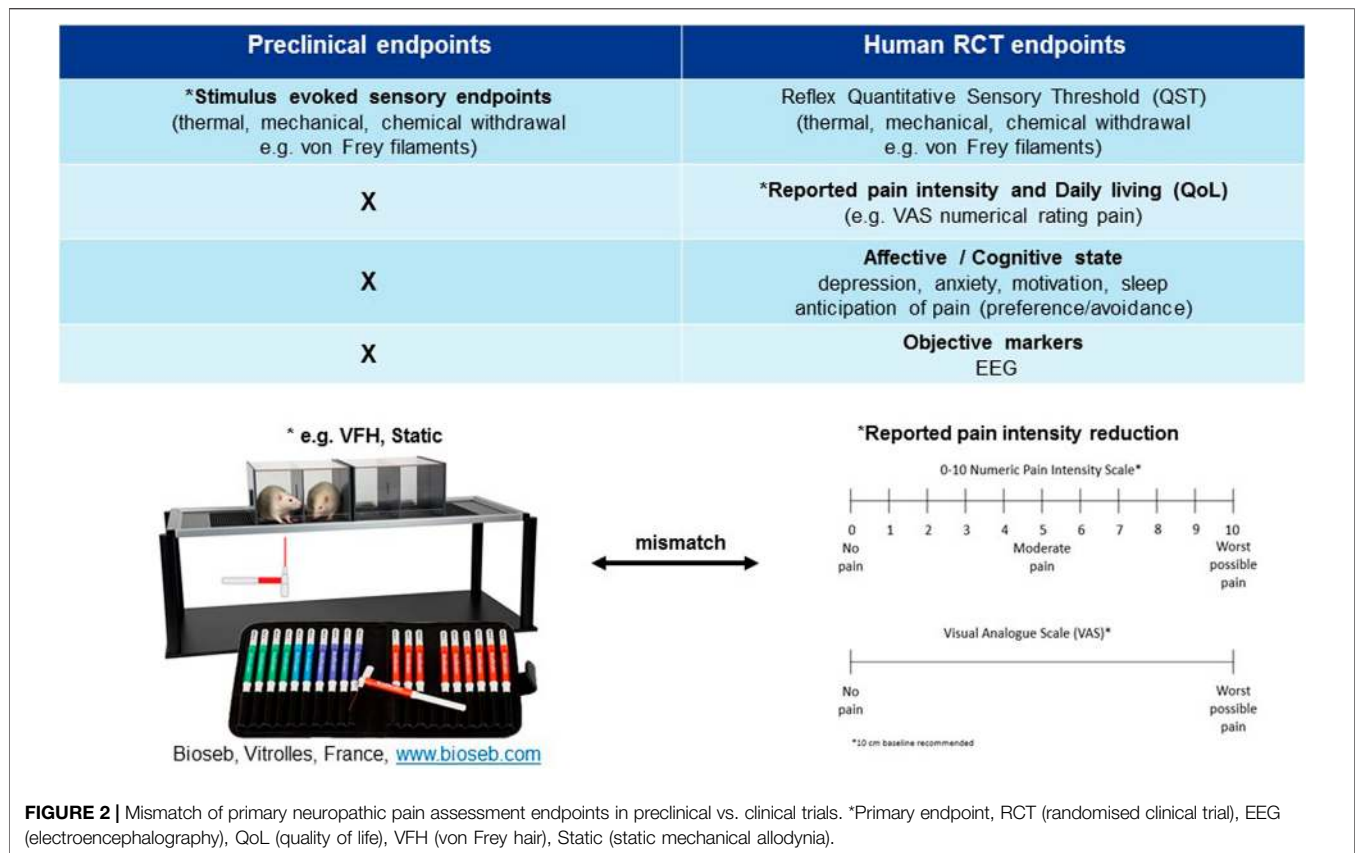 Preclinical endpoints
Human RCT endpoints
*Stimulus evoked sensory endpoints
(thermal, mechanical, chemical withdrawal
e.g. von Frey filaments)
Reflex Quantitative Sensory Threshold (QST)
(thermal, mechanical, chemical withdrawal
e.g. von Frey filaments)
X
*Reported pain intensity and Daily living (QoL)
(e.g. VAS numerical rating pain)
X
Affective / Cognitive state
depression, anxiety, motivation, sleep
anticipation of pain (preference/avoidance)
X
Objective markers
EEG
* e.g. VFH, Static
Bioseb, Vitrolles, France, www.bioseb.com
mismatch
*Reported pain intensity reduction
0-10 Numeric Pain Intensity Scale*
0 1 2 3 4 5 6 7 8 9 10
No pain
Moderate pain
Worst possible pain
Visual Analogue Scale (VAS)*
No pain
Worst possible pain
*10 cm baseline recommended
FIGURE 2 | Mismatch of primary neuropathic pain assessment endpoints in preclinical vs. clinical trials. *Primary endpoint, RCT (randomised clinical trial), EEG
(electroencephalography), QoL (quality of life), VFH (von Frey hair), Static (static mechanical allodynia).